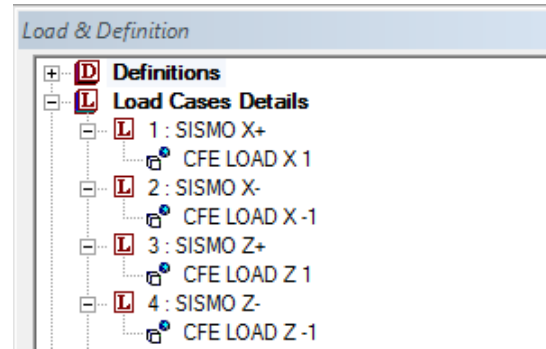 Load & Definition
D Definitions
L Load Cases Details
L 1 : SISMO X+
CFE LOAD X 1
L 2 : SISMO X-
CFE LOAD X -1
L 3 : SISMO Z+
CFE LOAD Z 1
L 4 : SISMO Z-
CFE LOAD Z -1